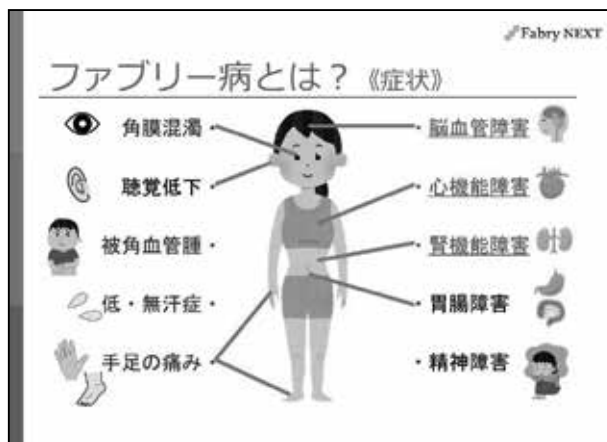 Fabry NEXT
ファブリー病とは？《症状》
角膜混濁・
聴覚低下・
被角血管腫・
低・無汗症・
手足の痛み・
・脳血管障害
・心機能障害
・腎機能障害
・胃腸障害
・精神障害